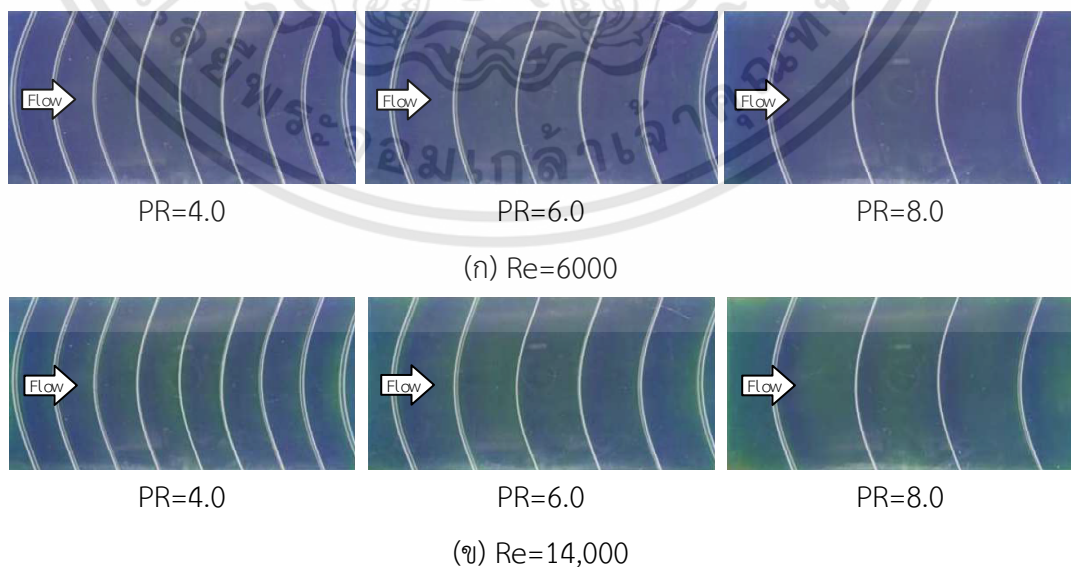 Flow Flow Flow
PR=4.0 PR=6.0 PR=8.0
(ก) Re=6000
Flow Flow Flow
PR=4.0 PR=6.0 PR=8.0
(ข) Re=14,000